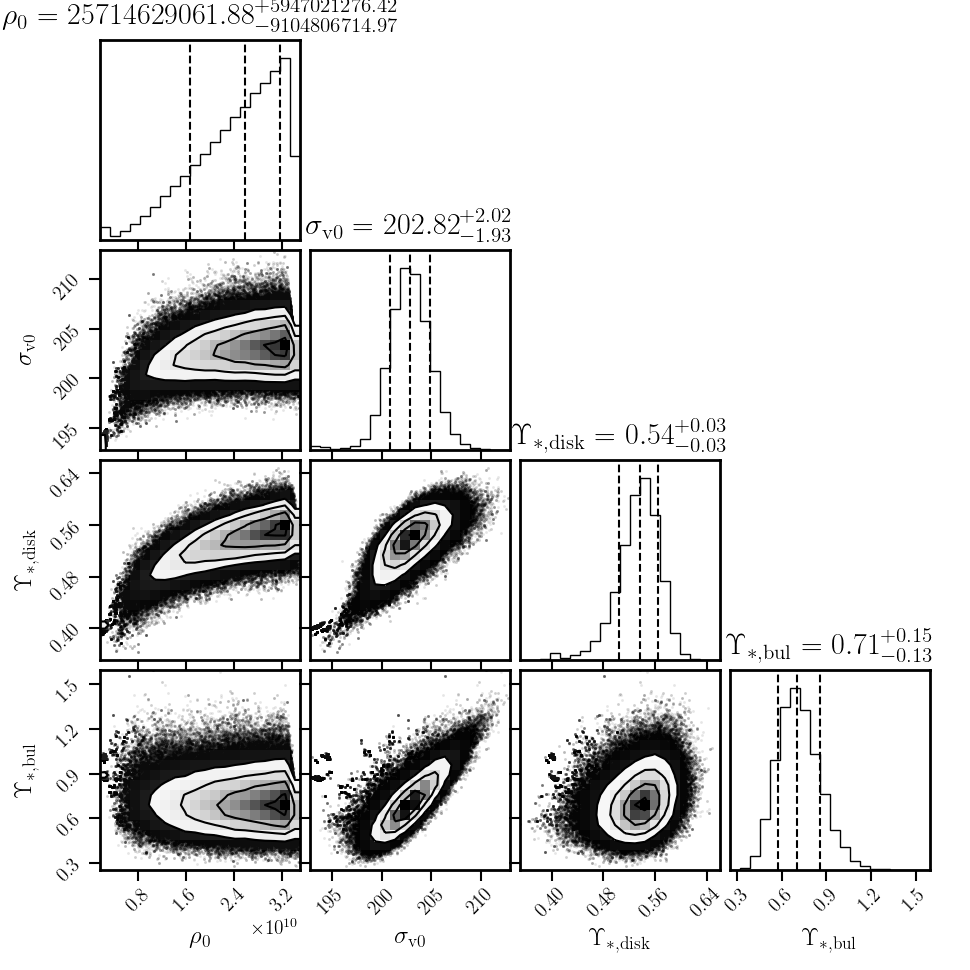 ρ₀ = 25714629061.88⁺⁵⁹⁴⁷⁰²¹²⁷⁶·⁴²₋₉₁₀₄₈₀₆₇₁₄.₉₇
σᵥ₀ = 202.82⁺²·⁰²₋₁.₉₃
210
205
200
195
σᵥ₀
Υ*,disk = 0.54⁺⁰·⁰³₋₀.₀₃
0.64
0.56
0.48
0.40
Υ*,disk
Υ*,bul = 0.71⁺⁰·¹⁵₋₀.₁₃
1.5
1.2
0.9
0.6
0.3
Υ*,bul
0.8 1.6 2.4 3.2 195 200 205 210 0.40 0.48 0.56 0.64 0.3 0.6 0.9 1.2 1.5
×10¹⁰
ρ₀ σᵥ₀ Υ*,disk Υ*,bul